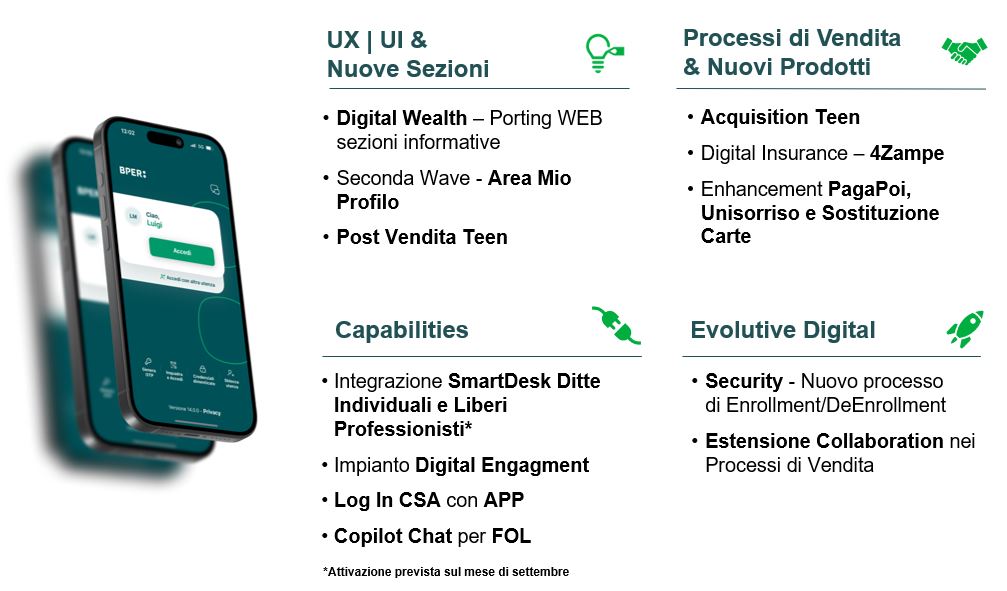 UX | UI &
Nuove Sezioni
• Digital Wealth – Porting WEB
sezioni informative
• Seconda Wave - Area Mio
Profilo
• Post Vendita Teen
Processi di Vendita
& Nuovi Prodotti
• Acquisition Teen
• Digital Insurance – 4Zampe
• Enhancement PagaPoi,
Unisorriso e Sostituzione
Carte
13:02
5G
BPER:
LM
Ciao,
Luigi
Accedi
Accedi con altra utenza
Genera
OTP
Inquadra
e Accedi
Credenziali
dimenticate
Sblocca
utenza
Versione 14.0.0 - Privacy
Capabilities
• Integrazione SmartDesk Ditte
Individuali e Liberi
Professionisti*
• Impianto Digital Engagment
• Log In CSA con APP
• Copilot Chat per FOL
*Attivazione prevista sul mese di settembre
Evolutive Digital
• Security - Nuovo processo
di Enrollment/DeEnrollment
• Estensione Collaboration nei
Processi di Vendita